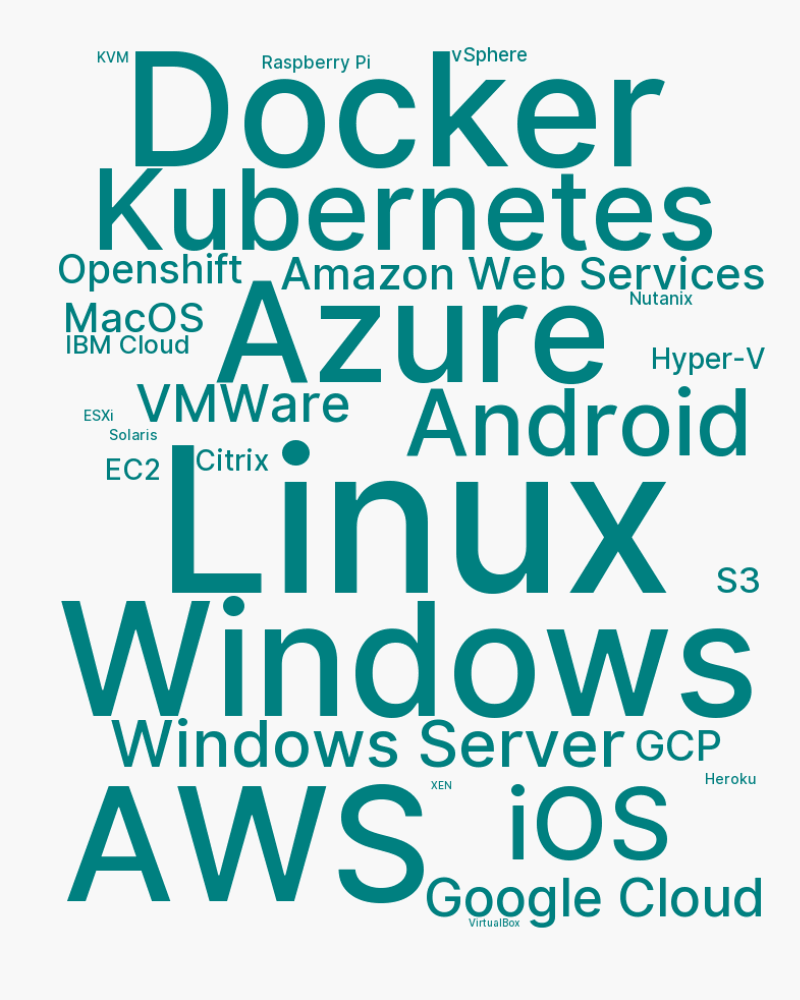 KVM
Raspberry Pi
vSphere
Docker
Kubernetes
Openshift
Amazon Web Services
Nutanix
MacOS
Azure
IBM Cloud
Hyper-V
VMWare
Android
ESXi
Solaris
EC2
Citrix
Linux
S3
Windows
Windows Server
GCP
Heroku
XEN
AWS
iOS
Google Cloud
VirtualBox